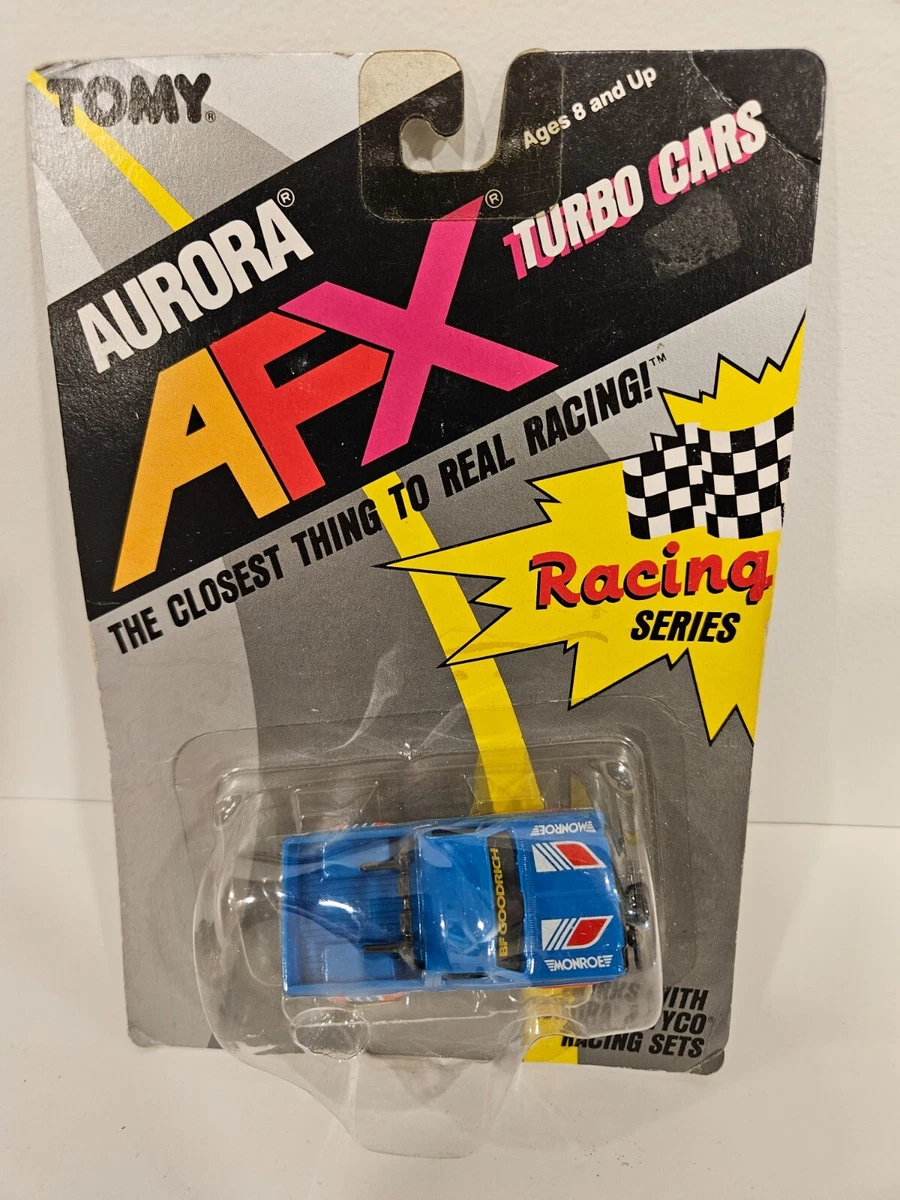 TOMY®
Ages 8 and Up
AURORA®
AFX®
TURBO CARS
THE CLOSEST THING TO REAL RACING!™
Racing
SERIES
MONROE
BFGOODRICH
MONROE
WITH
RACING SETS